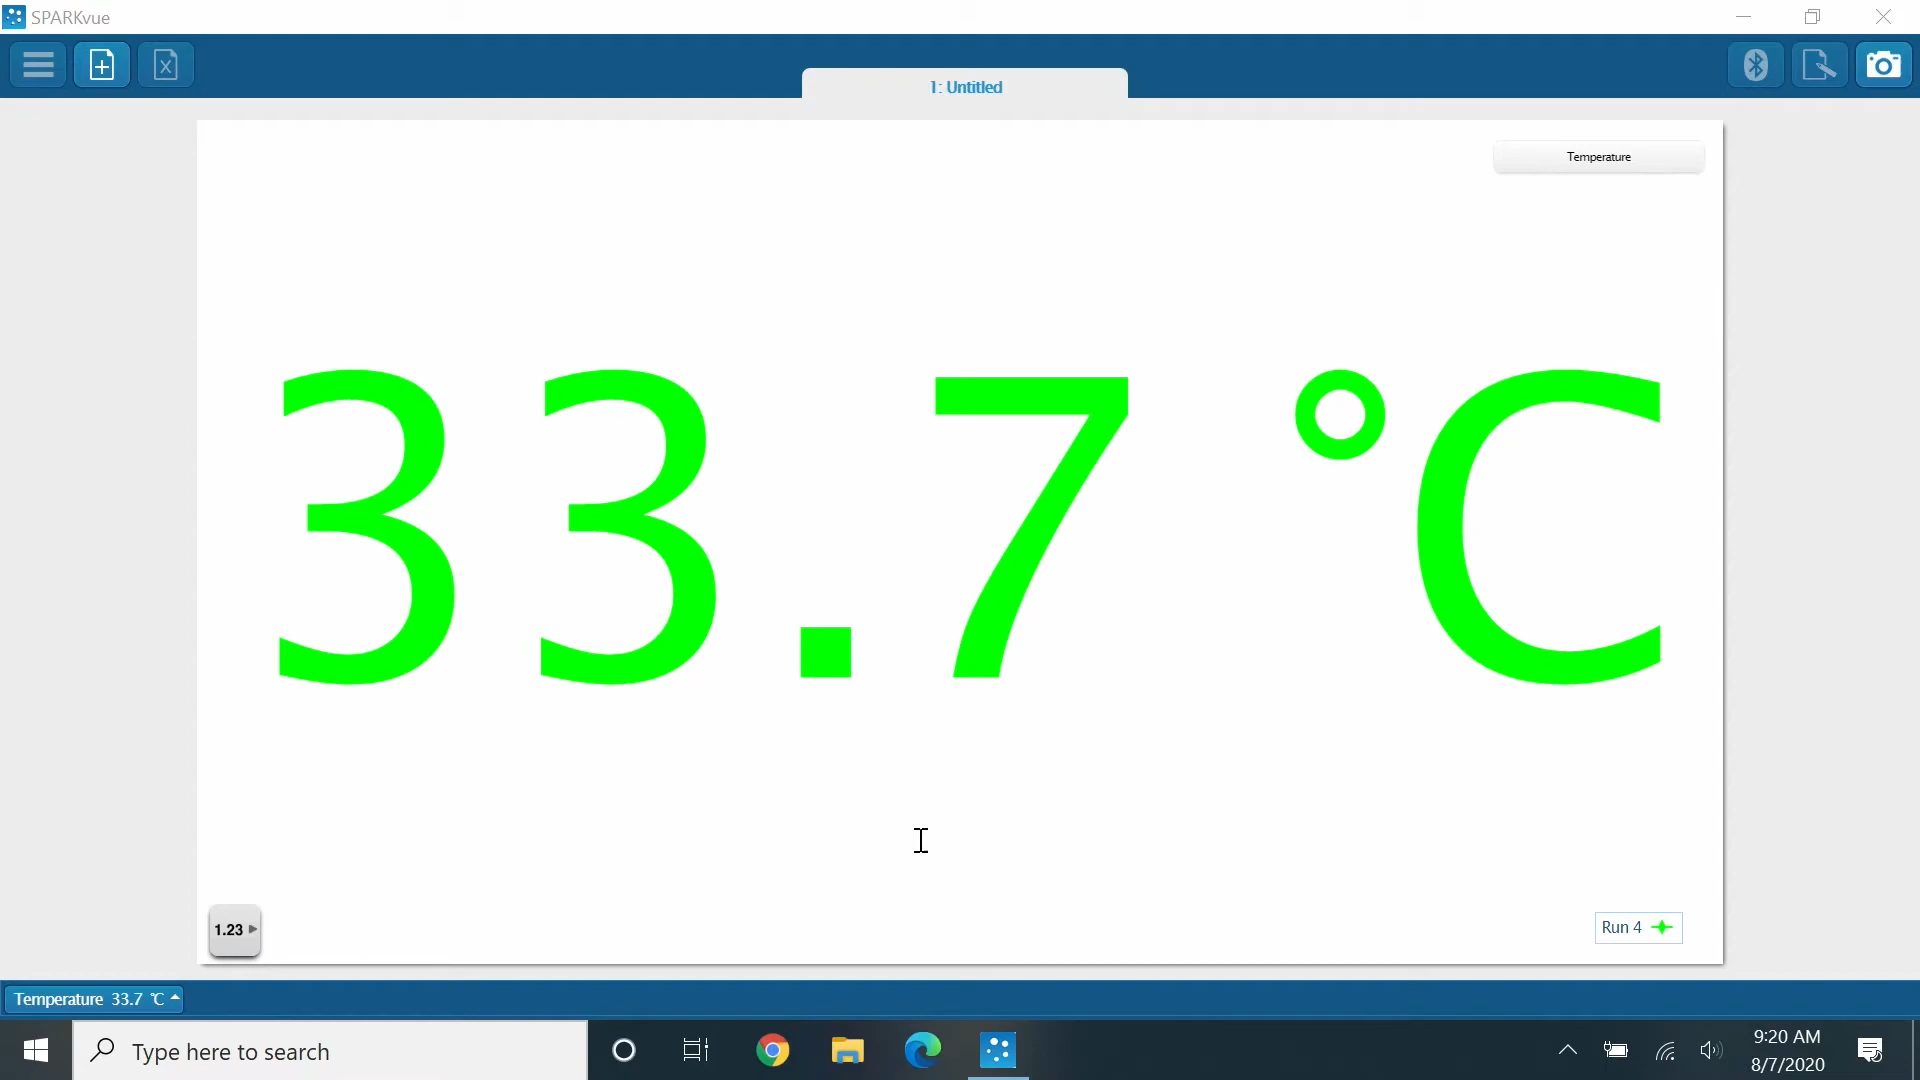 SPARKvue
1: Untitled
Temperature
33.7 °C
1.23
Run 4
Temperature 33.7 °C
Type here to search
9:20 AM
8/7/2020